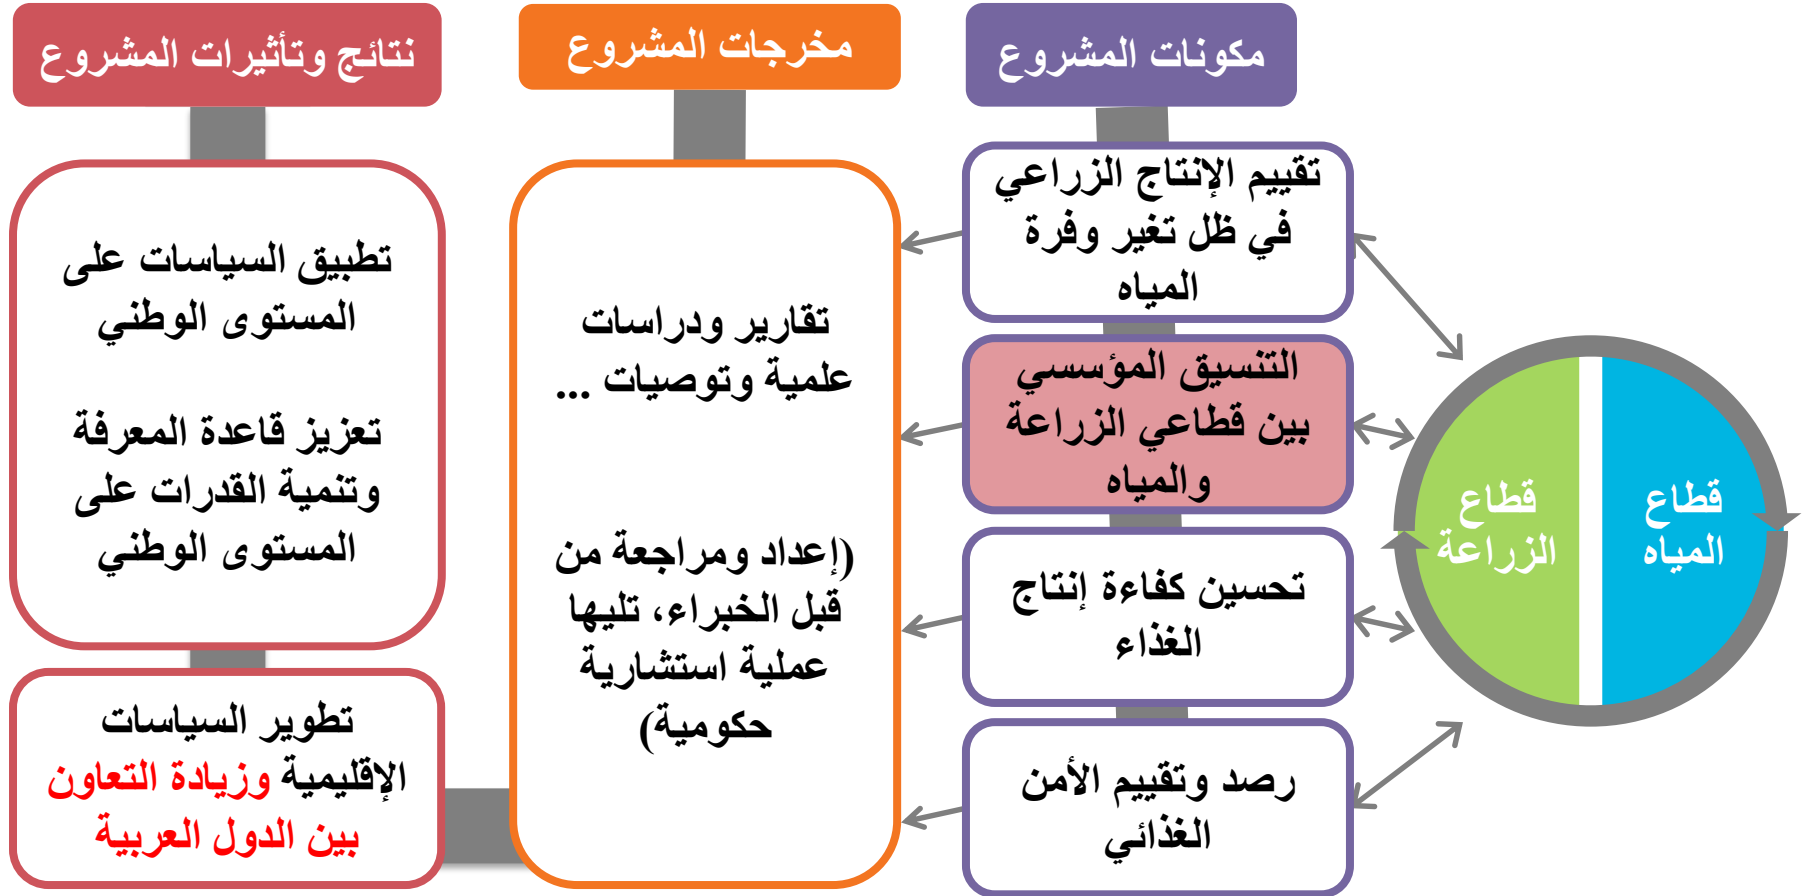 مكونات المشروع
تقييم الإنتاج الزراعي
في ظل تغير وفرة
المياه
التنسيق المؤسسي
بين قطاعي الزراعة
والمياه
تحسين كفاءة إنتاج
الغذاء
رصد وتقييم الأمن
الغذائي
قطاع
المياه
قطاع
الزراعة
مخرجات المشروع
تقارير ودراسات
علمية وتوصيات ...
(إعداد ومراجعة من
قبل الخبراء، تليها
عملية استشارية
حكومية)
نتائج وتأثيرات المشروع
تطبيق السياسات على
المستوى الوطني
تعزيز قاعدة المعرفة
وتنمية القدرات على
المستوى الوطني
تطوير السياسات
الإقليمية وزيادة التعاون
بين الدول العربية